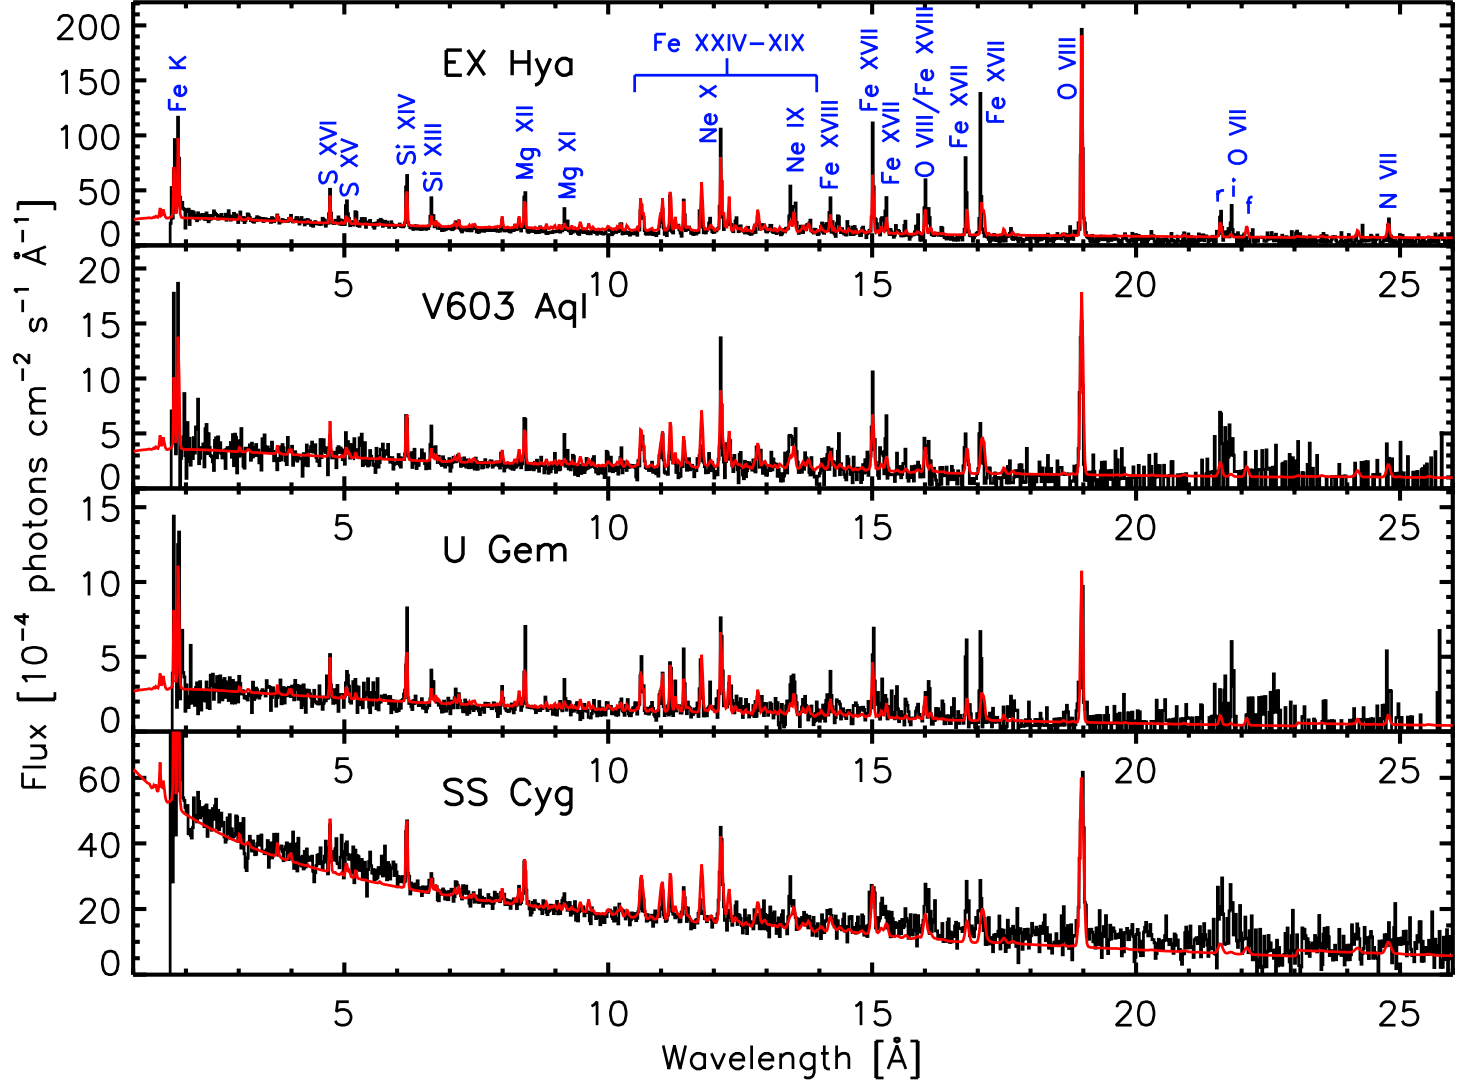 Flux [10⁻⁴ photons cm⁻² s⁻¹ Å⁻¹]
200
150
100
50
0
EX Hya
Fe K
S XVI
S XV
Si XIV
Si XIII
Mg XII
Mg XI
Fe XXIV–XIX
Ne X
Ne IX
Fe XVIII
Fe XVII
Fe XVII
O VIII/Fe XVIII
Fe XVII
Fe XVII
O VIII
r
i
O VII
f
N VII
5 10 15 20 25
20
15
10
5
0
V603 Aql
5 10 15 20 25
15
10
5
0
U Gem
5 10 15 20 25
60
40
20
0
SS Cyg
5 10 15 20 25
Wavelength [Å]